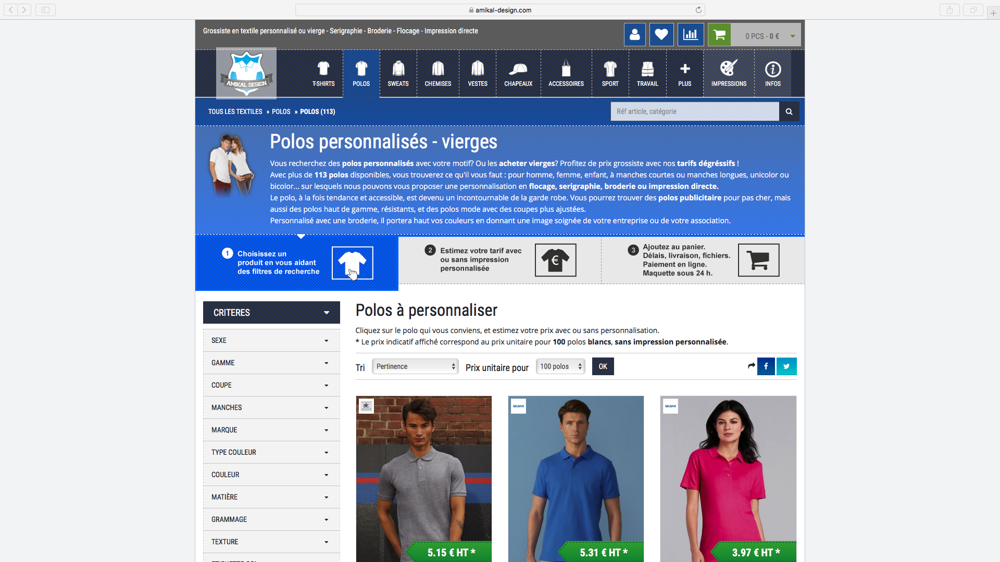 amikal-design.com
Grossiste en textile personnalisé ou vierge - Serigraphie - Broderie - Flocage - Impression directe
0 PCS - 0 €
AMIKAL DESIGN
T-SHIRTS
POLOS
SWEATS
CHEMISES
VESTES
CHAPEAUX
ACCESSOIRES
SPORT
TRAVAIL
PLUS
IMPRESSIONS
INFOS
TOUS LES TEXTILES » POLOS » POLOS (113)
Réf article, catégorie
Polos personnalisés - vierges
Vous recherchez des polos personnalisés avec votre motif? Ou les acheter vierges? Profitez de prix grossiste avec nos tarifs dégréssifs !
Avec plus de 113 polos disponibles, vous trouverez ce qu'il vous faut : pour homme, femme, enfant, à manches courtes ou manches longues, unicolor ou
bicolor... sur lesquels nous pouvons vous proposer une personnalisation en flocage, serigraphie, broderie ou impression directe.
Le polo, à la fois tendance et accessible, est devenu un incontournable de la garde robe. Vous pourrez trouver des polos publicitaire pour pas cher, mais
aussi des polos haut de gamme, résistants, et des polos mode avec des coupes plus ajustées.
Personnalisé avec une broderie, il portera haut vos couleurs en donnant une image soignée de votre entreprise ou de votre association.
1 Choisissez un
produit en vous aidant
des filtres de recherche
2 Estimez votre tarif avec
ou sans impression
personnalisée
€
3 Ajoutez au panier.
Délais, livraison, fichiers.
Paiement en ligne.
Maquette sous 24 h.
CRITERES
SEXE
GAMME
COUPE
MANCHES
MARQUE
TYPE COULEUR
COULEUR
MATIÈRE
GRAMMAGE
TEXTURE
Polos à personnaliser
Cliquez sur le polo qui vous conviens, et estimez votre prix avec ou sans personnalisation.
* Le prix indicatif affiché correspond au prix unitaire pour 100 polos blancs, sans impression personnalisée.
Tri Pertinence Prix unitaire pour 100 polos OK
B&C
GILDAN
GILDAN
5.15 € HT *
5.31 € HT *
3.97 € HT *